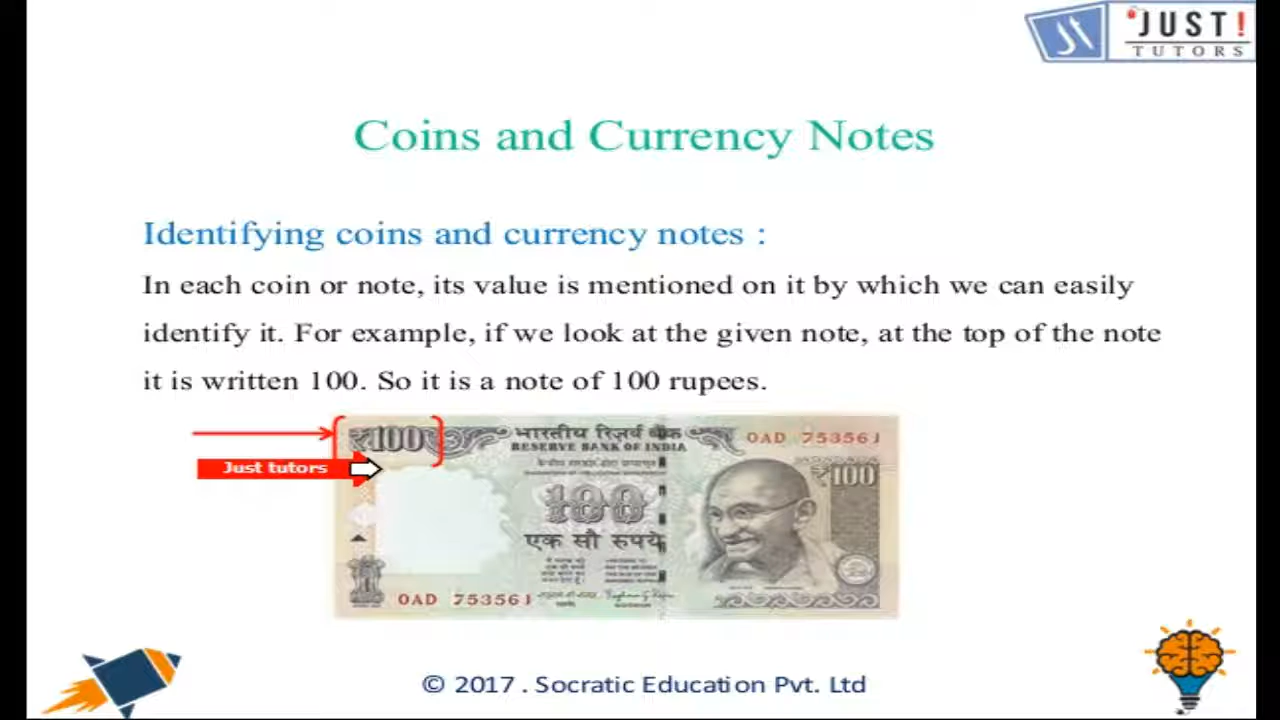 JUST!
TUTORS
Coins and Currency Notes
Identifying coins and currency notes :
In each coin or note, its value is mentioned on it by which we can easily
identify it. For example, if we look at the given note, at the top of the note
it is written 100. So it is a note of 100 rupees.
₹100
भारतीय रिज़र्व बैंक
RESERVE BANK OF INDIA
0AD 753561
Just tutors
₹100
100
एक सौ रुपये
0AD 753561
© 2017 . Socratic Education Pvt. Ltd